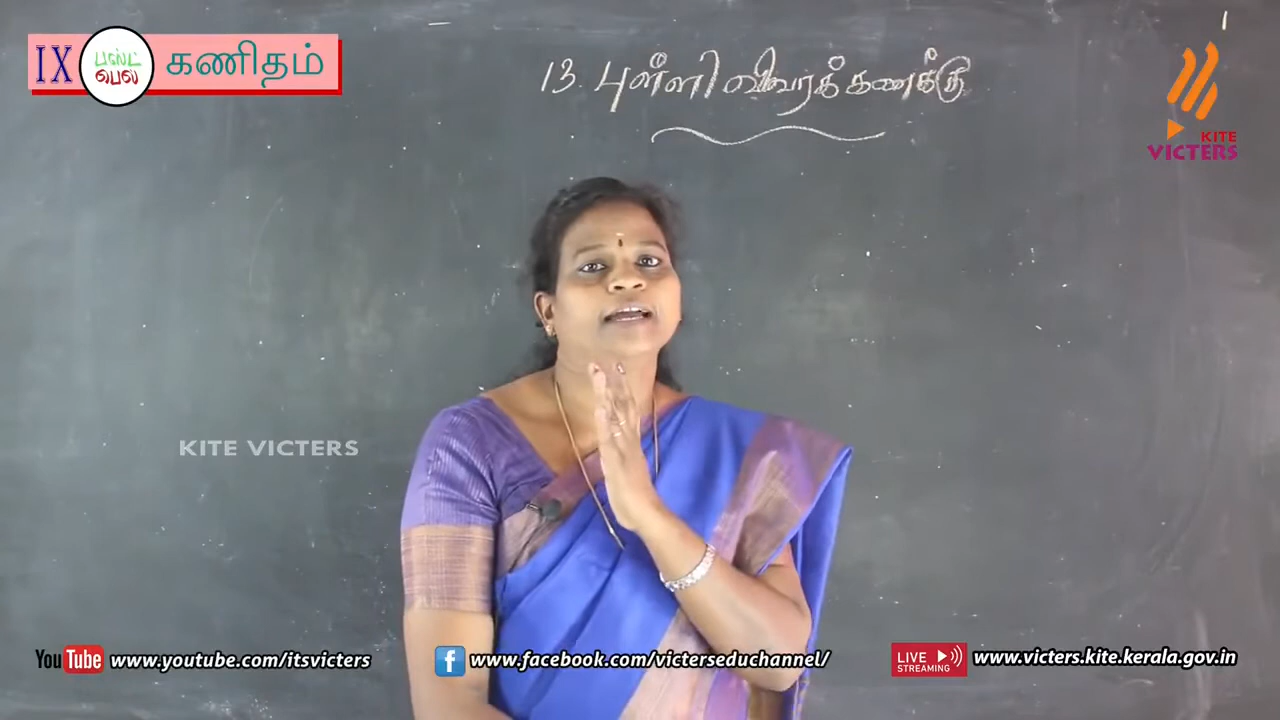 IX பஸ்ட் பெல் கணிதம்
13. புள்ளி விவரக் கணக்கு
KITE VICTERS
KITE VICTERS
YouTube www.youtube.com/itsvicters
f www.facebook.com/victerseduchannel/
LIVE STREAMING www.victers.kite.kerala.gov.in